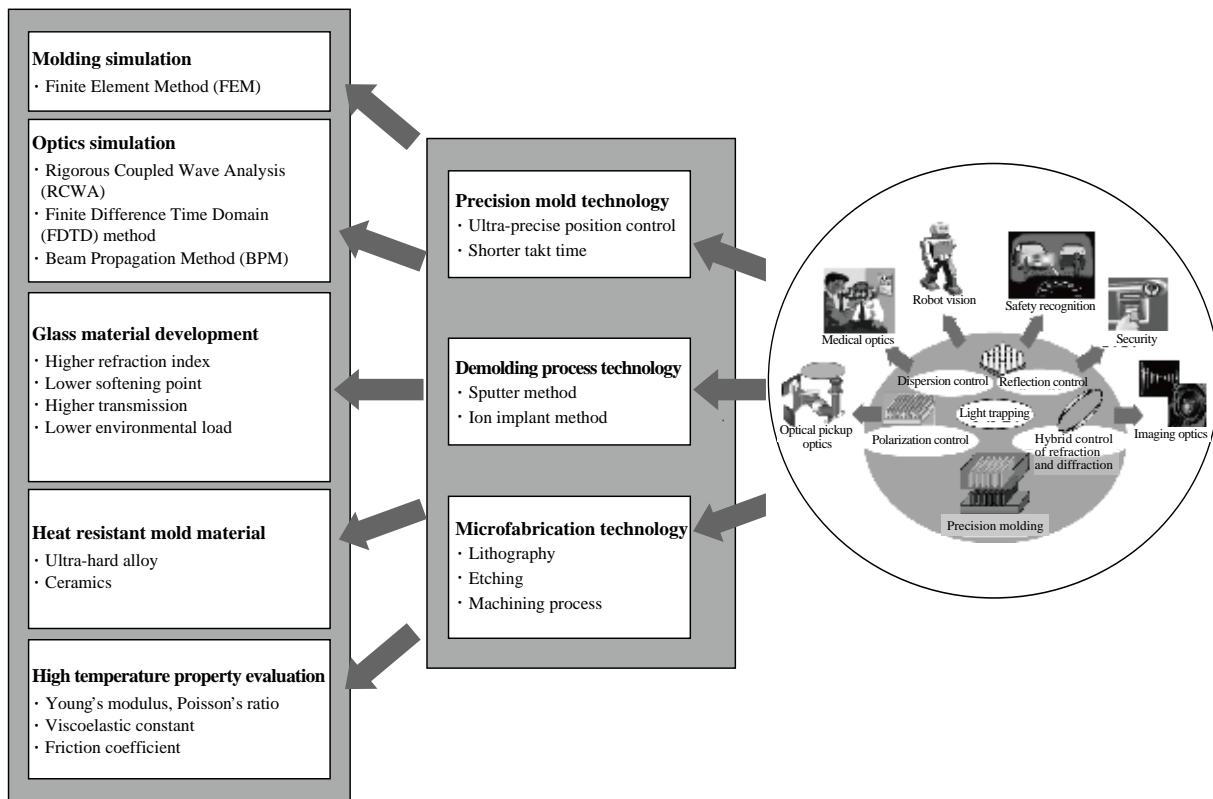 Molding simulation
・Finite Element Method (FEM)
Optics simulation
・Rigorous Coupled Wave Analysis
(RCWA)
・Finite Difference Time Domain
(FDTD) method
・Beam Propagation Method (BPM)
Glass material development
・Higher refraction index
・Lower softening point
・Higher transmission
・Lower environmental load
Heat resistant mold material
・Ultra-hard alloy
・Ceramics
High temperature property evaluation
・Young's modulus, Poisson's ratio
・Viscoelastic constant
・Friction coefficient
Precision mold technology
・Ultra-precise position control
・Shorter takt time
Demolding process technology
・Sputter method
・Ion implant method
Microfabrication technology
・Lithography
・Etching
・Machining process
Robot vision
Safety recognition
Medical optics
Security
Dispersion control
Reflection control
Light trapping
Optical pickup
optics
Polarization control
Hybrid control
of refraction
and diffraction
Imaging optics
Precision molding